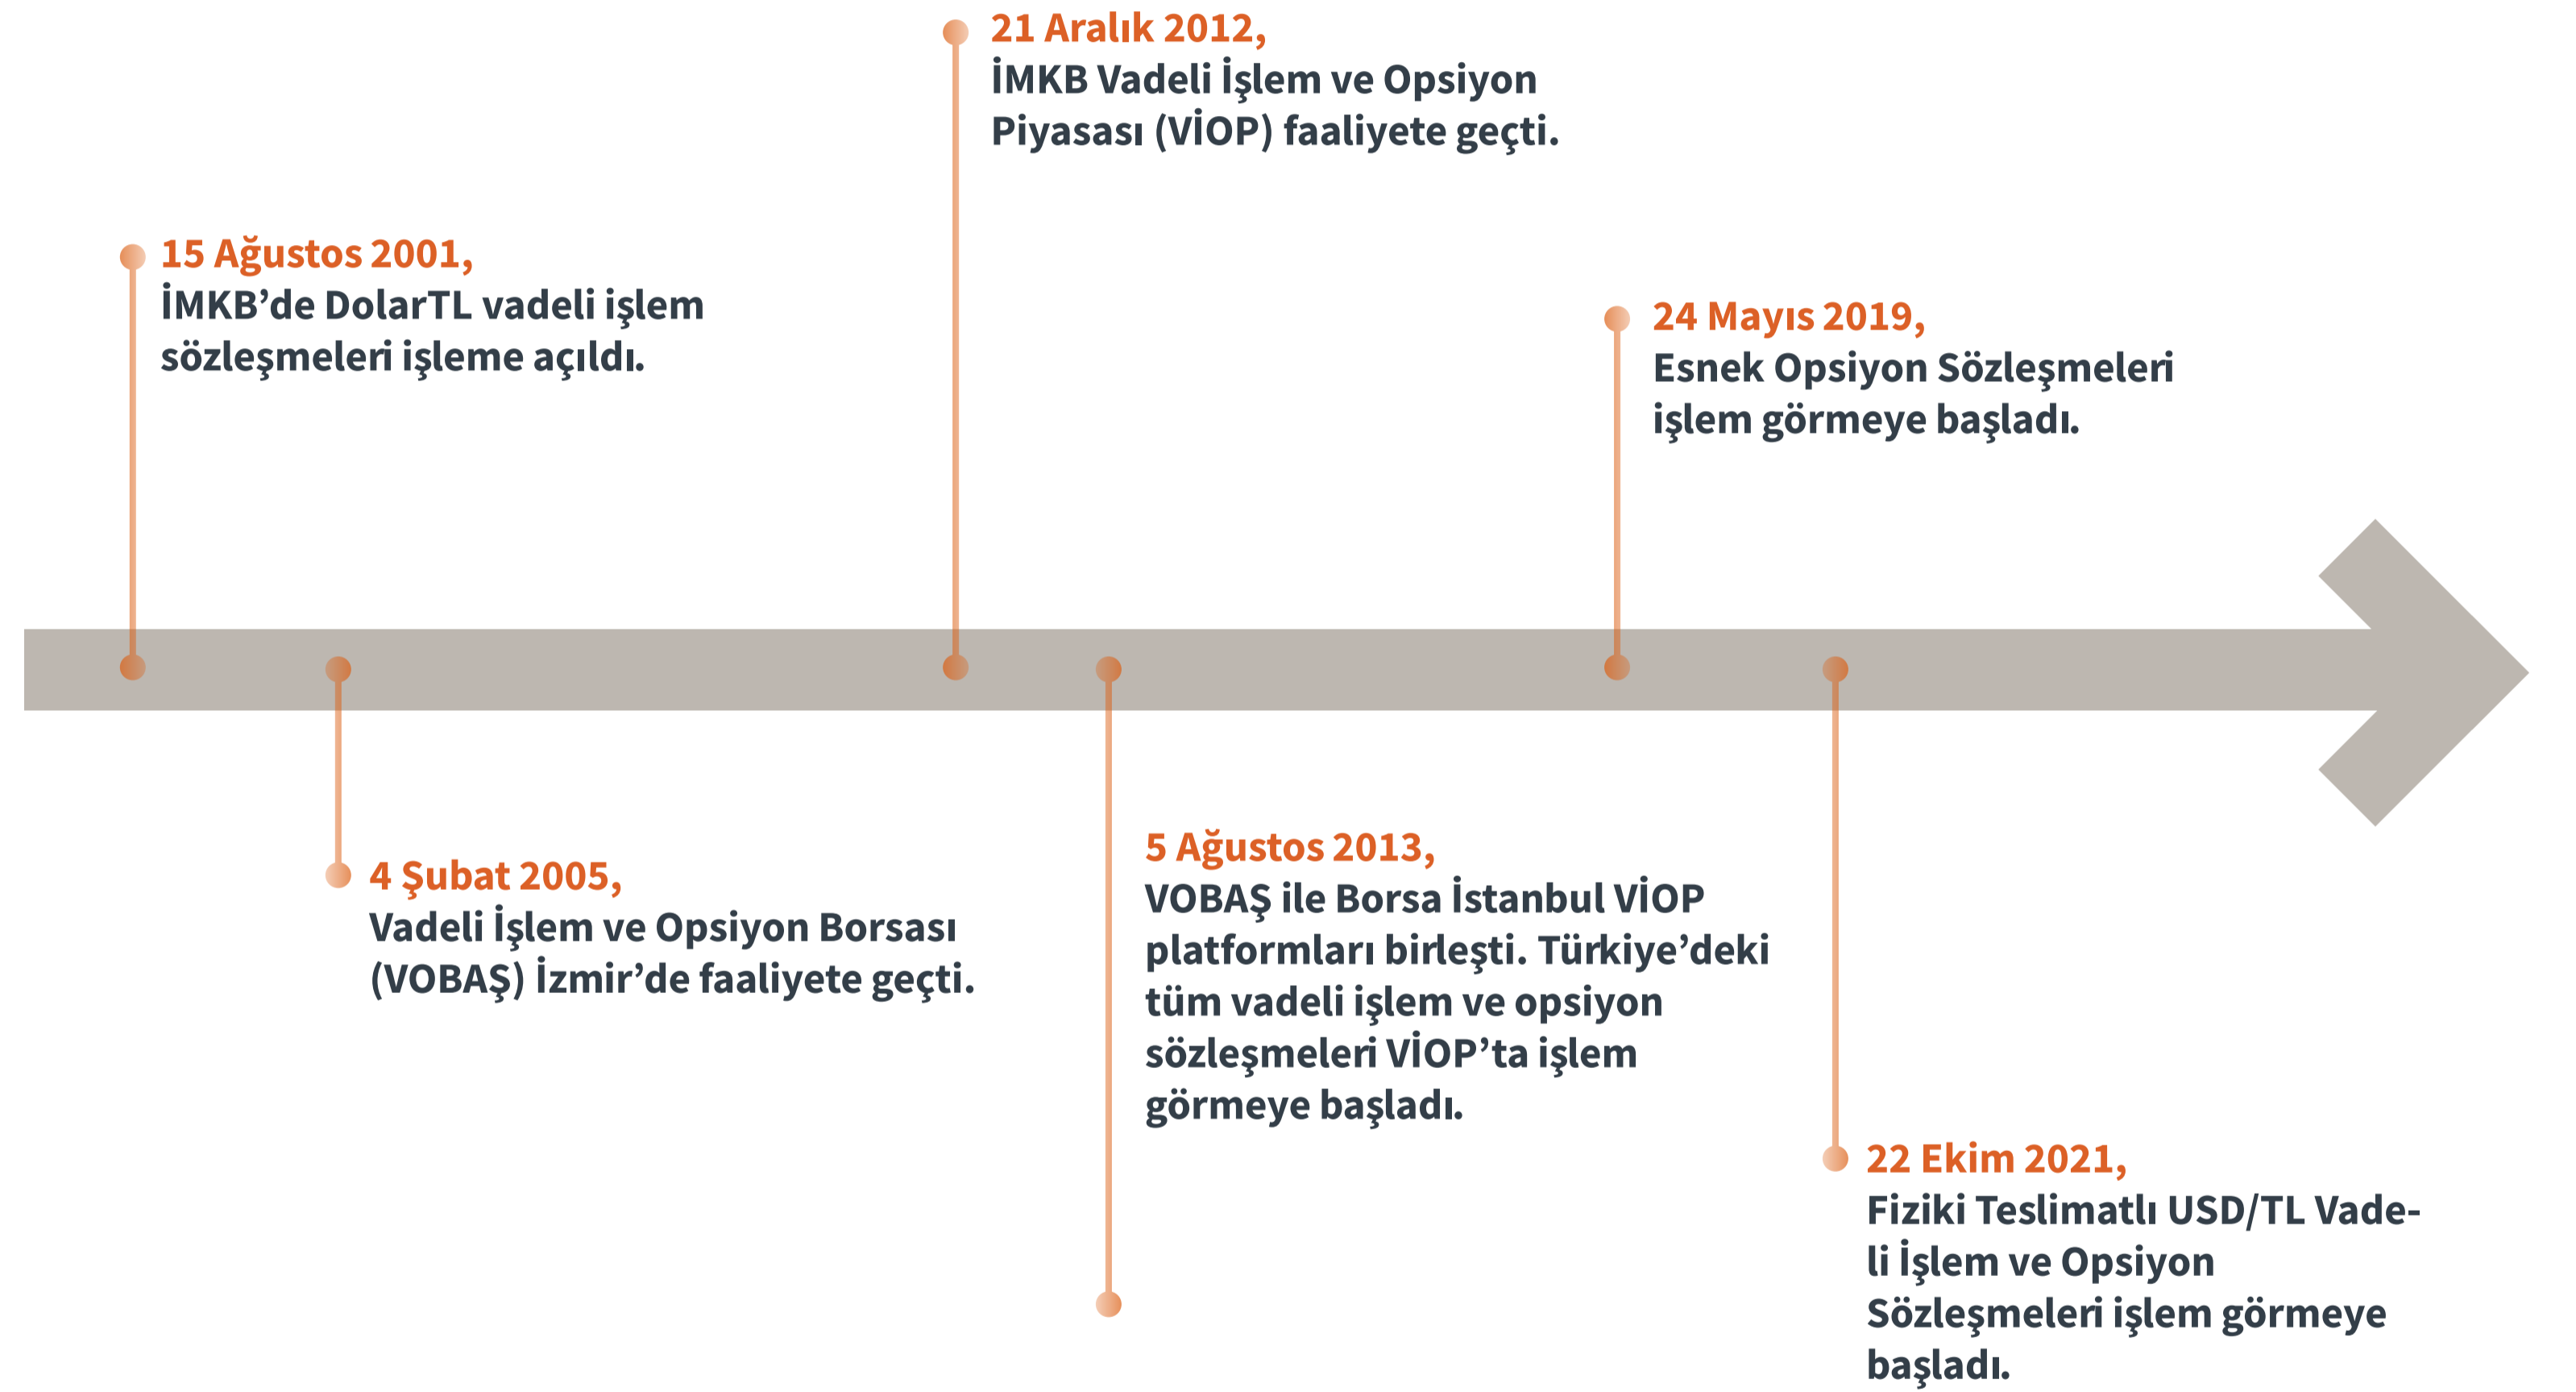 21 Aralık 2012,
İMKB Vadeli İşlem ve Opsiyon
Piyasası (VİOP) faaliyete geçti.
15 Ağustos 2001,
İMKB’de DolarTL vadeli işlem
sözleşmeleri işleme açıldı.
24 Mayıs 2019,
Esnek Opsiyon Sözleşmeleri
işlem görmeye başladı.
4 Şubat 2005,
Vadeli İşlem ve Opsiyon Borsası
(VOBAŞ) İzmir’de faaliyete geçti.
5 Ağustos 2013,
VOBAŞ ile Borsa İstanbul VİOP
platformları birleşti. Türkiye’deki
tüm vadeli işlem ve opsiyon
sözleşmeleri VİOP’ta işlem
görmeye başladı.
22 Ekim 2021,
Fiziki Teslimatlı USD/TL Vade-
li İşlem ve Opsiyon
Sözleşmeleri işlem görmeye
başladı.